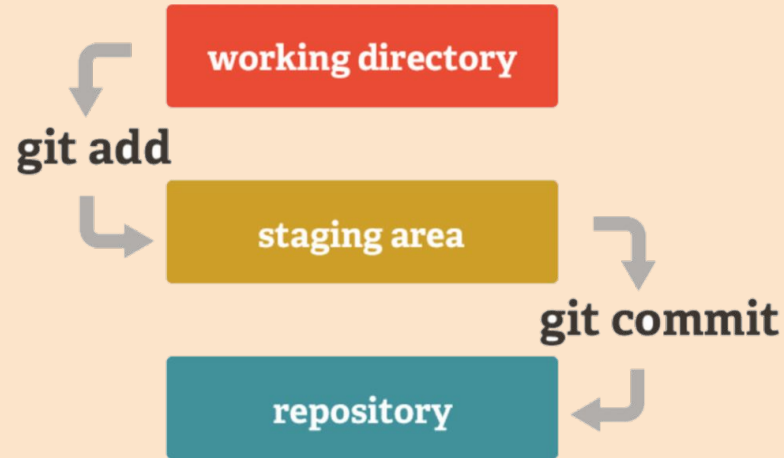 working directory
git add
staging area
git commit
repository